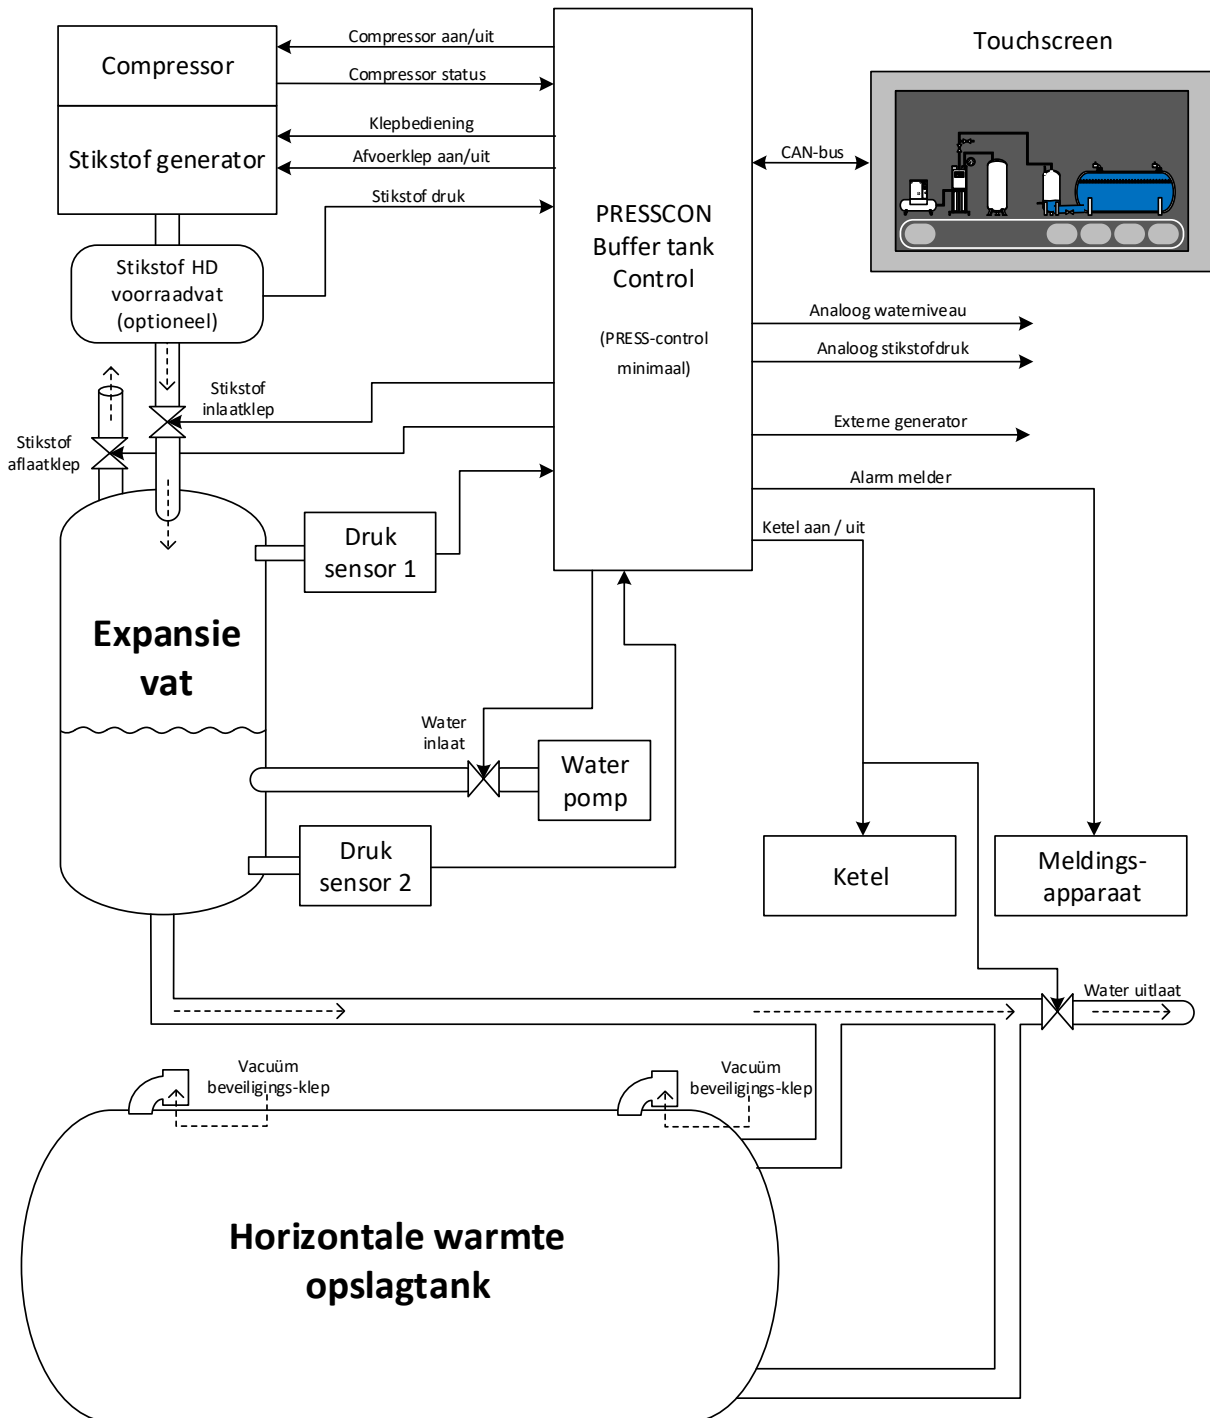 Compressor
Stikstof generator
Stikstof HD
voorraadvat
(optioneel)
Compressor aan/uit
Compressor status
Klepbediening
Afvoerklep aan/uit
Stikstof druk
PRESSCON
Buffer tank
Control
(PRESS-control
minimaal)
Touchscreen
CAN-bus
Analoog waterniveau
Analoog stikstofdruk
Externe generator
Alarm melder
Ketel aan / uit
Stikstof
inlaatklep
Stikstof
aflaatklep
Druk
sensor 1
Expansie
vat
Water
inlaat
Water
pomp
Druk
sensor 2
Ketel
Meldings-
apparaat
Water uitlaat
Vacuüm
beveiligings-klep
Vacuüm
beveiligings-klep
Horizontale warmte
opslagtank